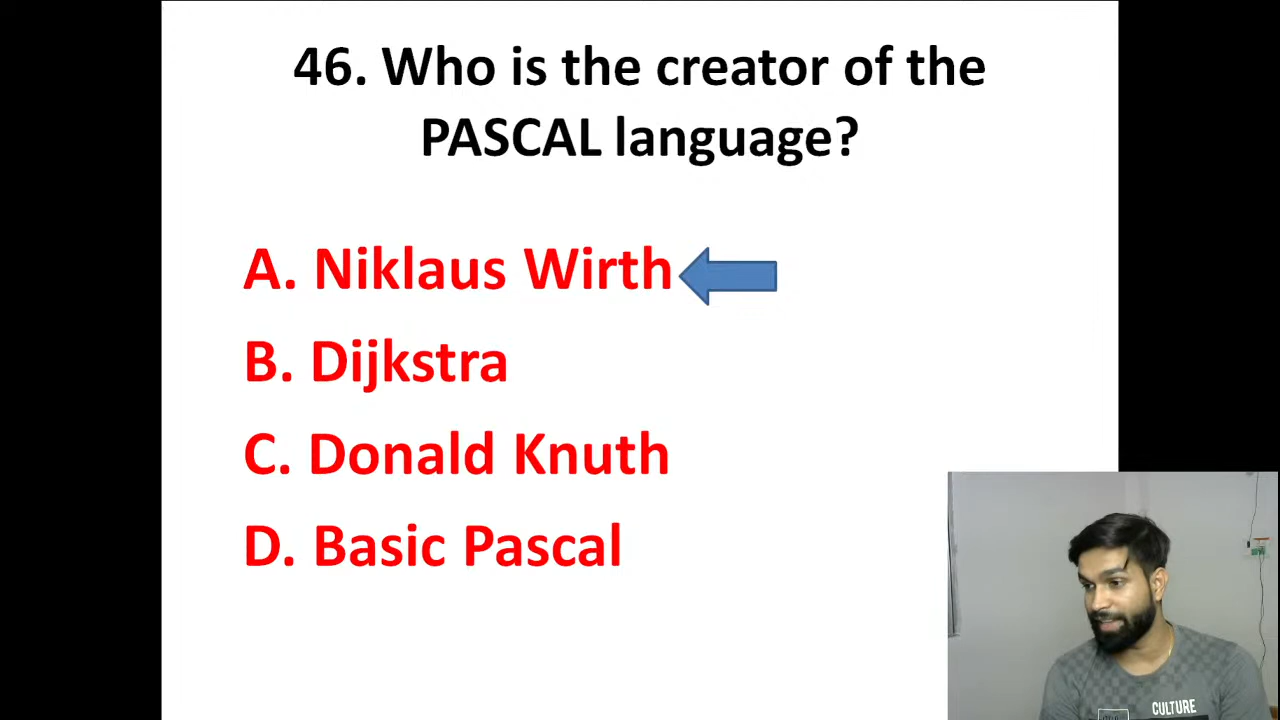 46. Who is the creator of the
PASCAL language?
A. Niklaus Wirth
B. Dijkstra
C. Donald Knuth
D. Basic Pascal
CULTURE